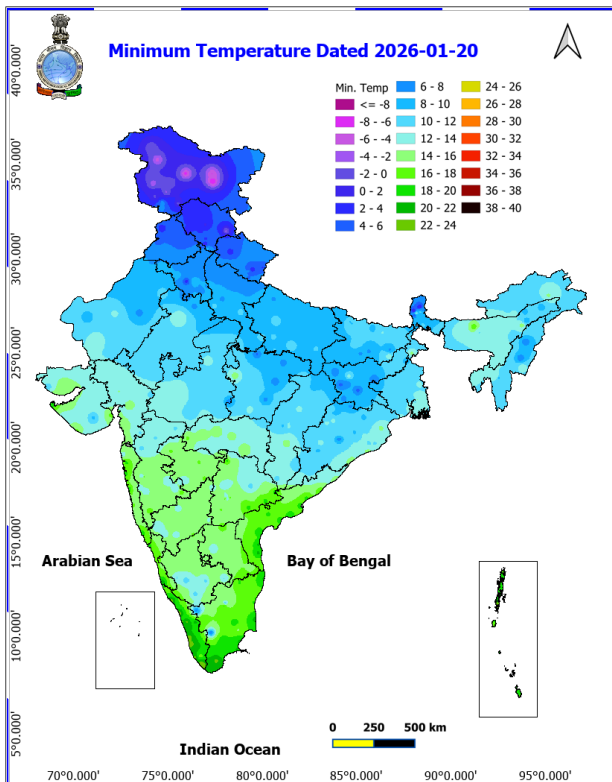 Minimum Temperature Dated 2026-01-20
Min. Temp
<= -8
-8 - -6
-6 - -4
-4 - -2
-2 - 0
0 - 2
2 - 4
4 - 6
6 - 8
8 - 10
10 - 12
12 - 14
14 - 16
16 - 18
18 - 20
20 - 22
22 - 24
24 - 26
26 - 28
28 - 30
30 - 32
32 - 34
34 - 36
36 - 38
38 - 40
40°0.000'
35°0.000'
30°0.000'
25°0.000'
20°0.000'
15°0.000'
10°0.000'
5°0.000'
Arabian Sea
Bay of Bengal
0 250 500 km
Indian Ocean
70°0.000' 75°0.000' 80°0.000' 85°0.000' 90°0.000' 95°0.000'